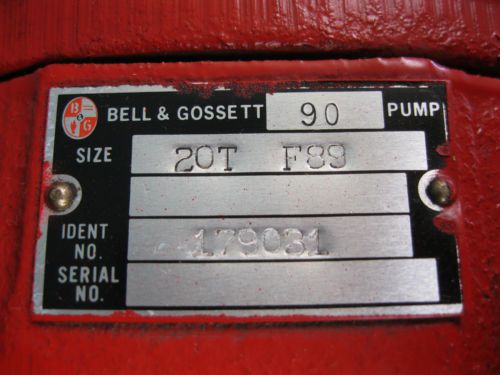 B & G BELL & GOSSETT 90 PUMP
SIZE 20T F89
IDENT. NO. 179031
SERIAL NO.